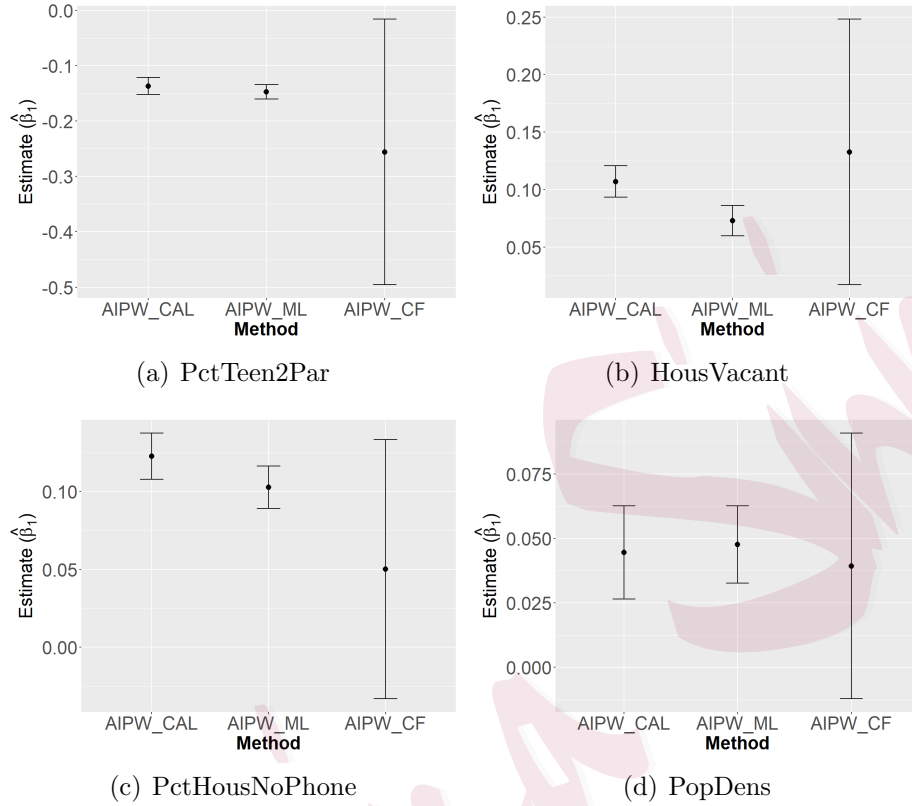 0.0
-0.1
-0.2
-0.3
-0.4
-0.5
Estimate (β̂₁)
AIPW_CAL AIPW_ML AIPW_CF
Method
(a) PctTeen2Par
0.25
0.20
0.15
0.10
0.05
Estimate (β̂₁)
AIPW_CAL AIPW_ML AIPW_CF
Method
(b) HousVacant
0.10
0.05
0.00
Estimate (β̂₁)
AIPW_CAL AIPW_ML AIPW_CF
Method
(c) PctHousNoPhone
0.075
0.050
0.025
0.000
Estimate (β̂₁)
AIPW_CAL AIPW_ML AIPW_CF
Method
(d) PopDens